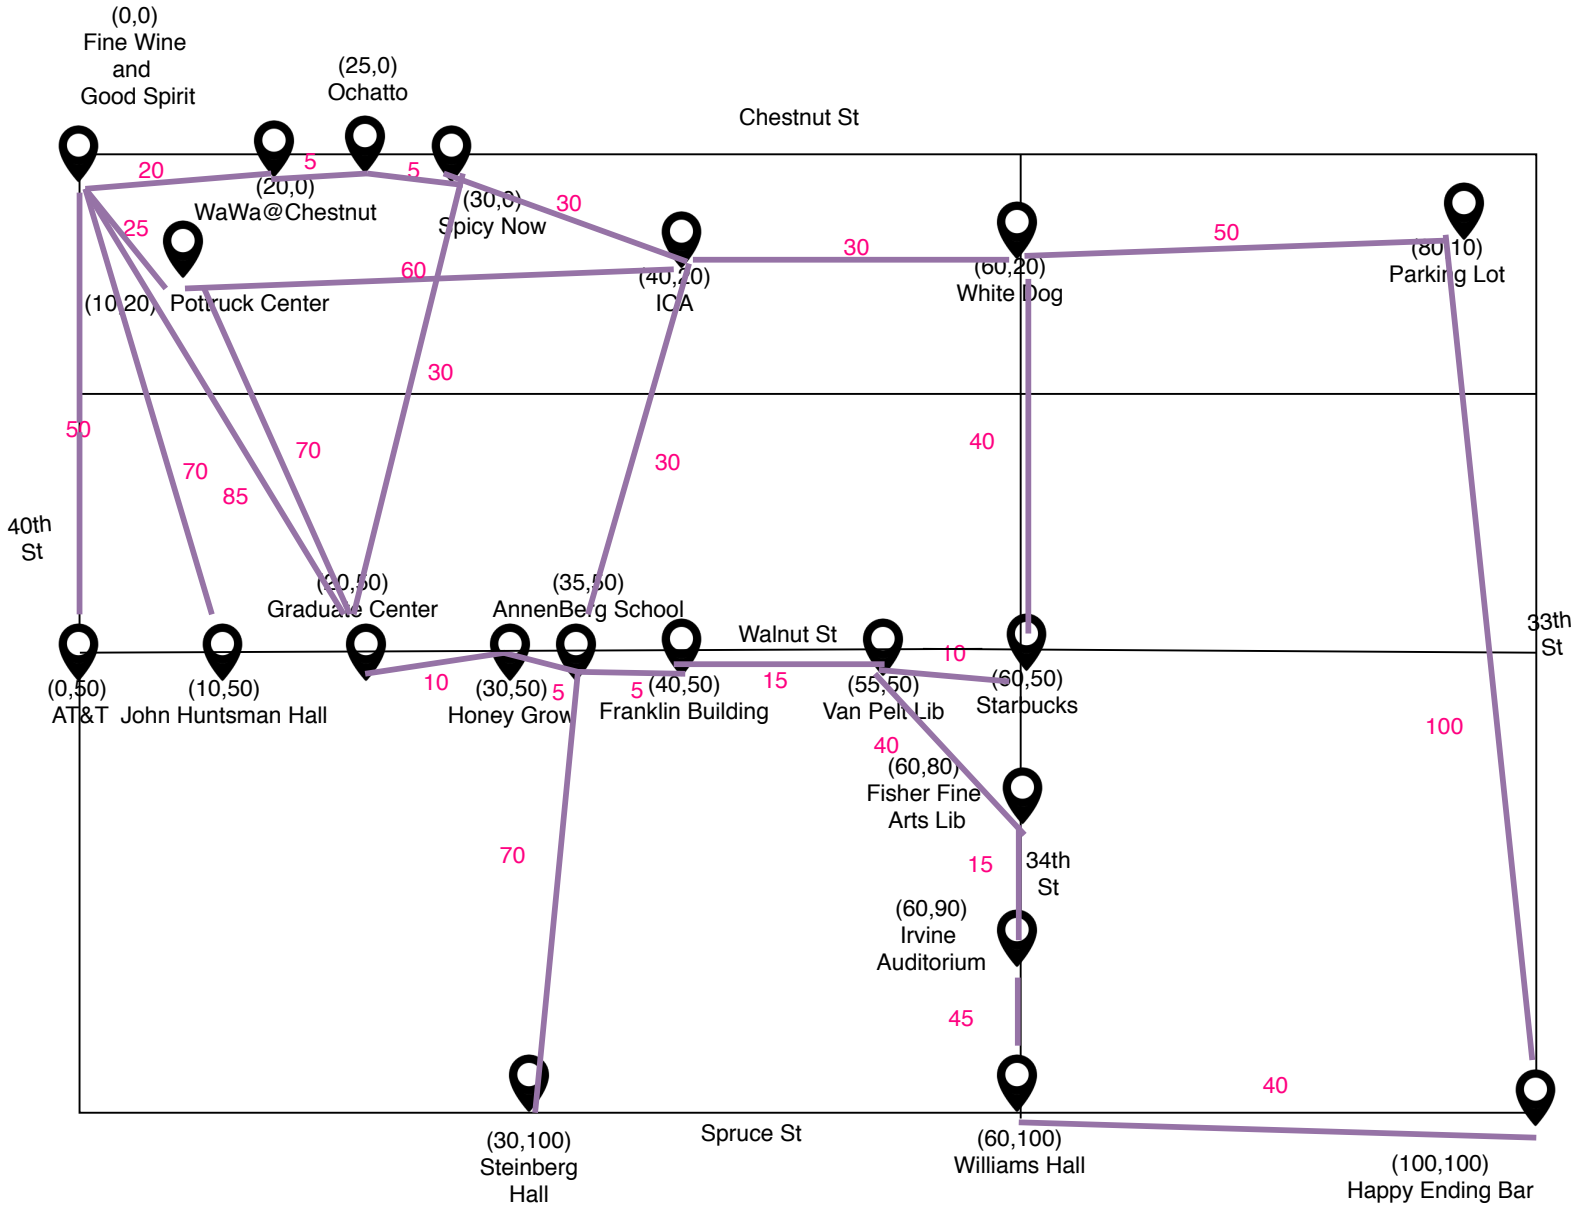 (0,0)
Fine Wine
and
Good Spirit
(25,0)
Ochatto
Chestnut St
20
5
5
(20,0)
WaWa@Chestnut
(30,0)
Spicy Now
30
25
60
(10,20) Pottruck Center
(40,20)
ICA
30
(60,20)
White Dog
50
(80,10)
Parking Lot
50
70
85
70
30
30
40
40th
St
(20,50)
Graduate Center
(35,50)
AnnenBerg School
Walnut St
33th
St
(0,50)
AT&T
(10,50)
John Huntsman Hall
10
(30,50)
Honey Grow
5
5
(40,50)
Franklin Building
15
(55,50)
Van Pelt Lib
10
(60,50)
Starbucks
100
40
(60,80)
Fisher Fine
Arts Lib
70
15
34th
St
(60,90)
Irvine
Auditorium
45
40
Spruce St
(30,100)
Steinberg
Hall
(60,100)
Williams Hall
(100,100)
Happy Ending Bar